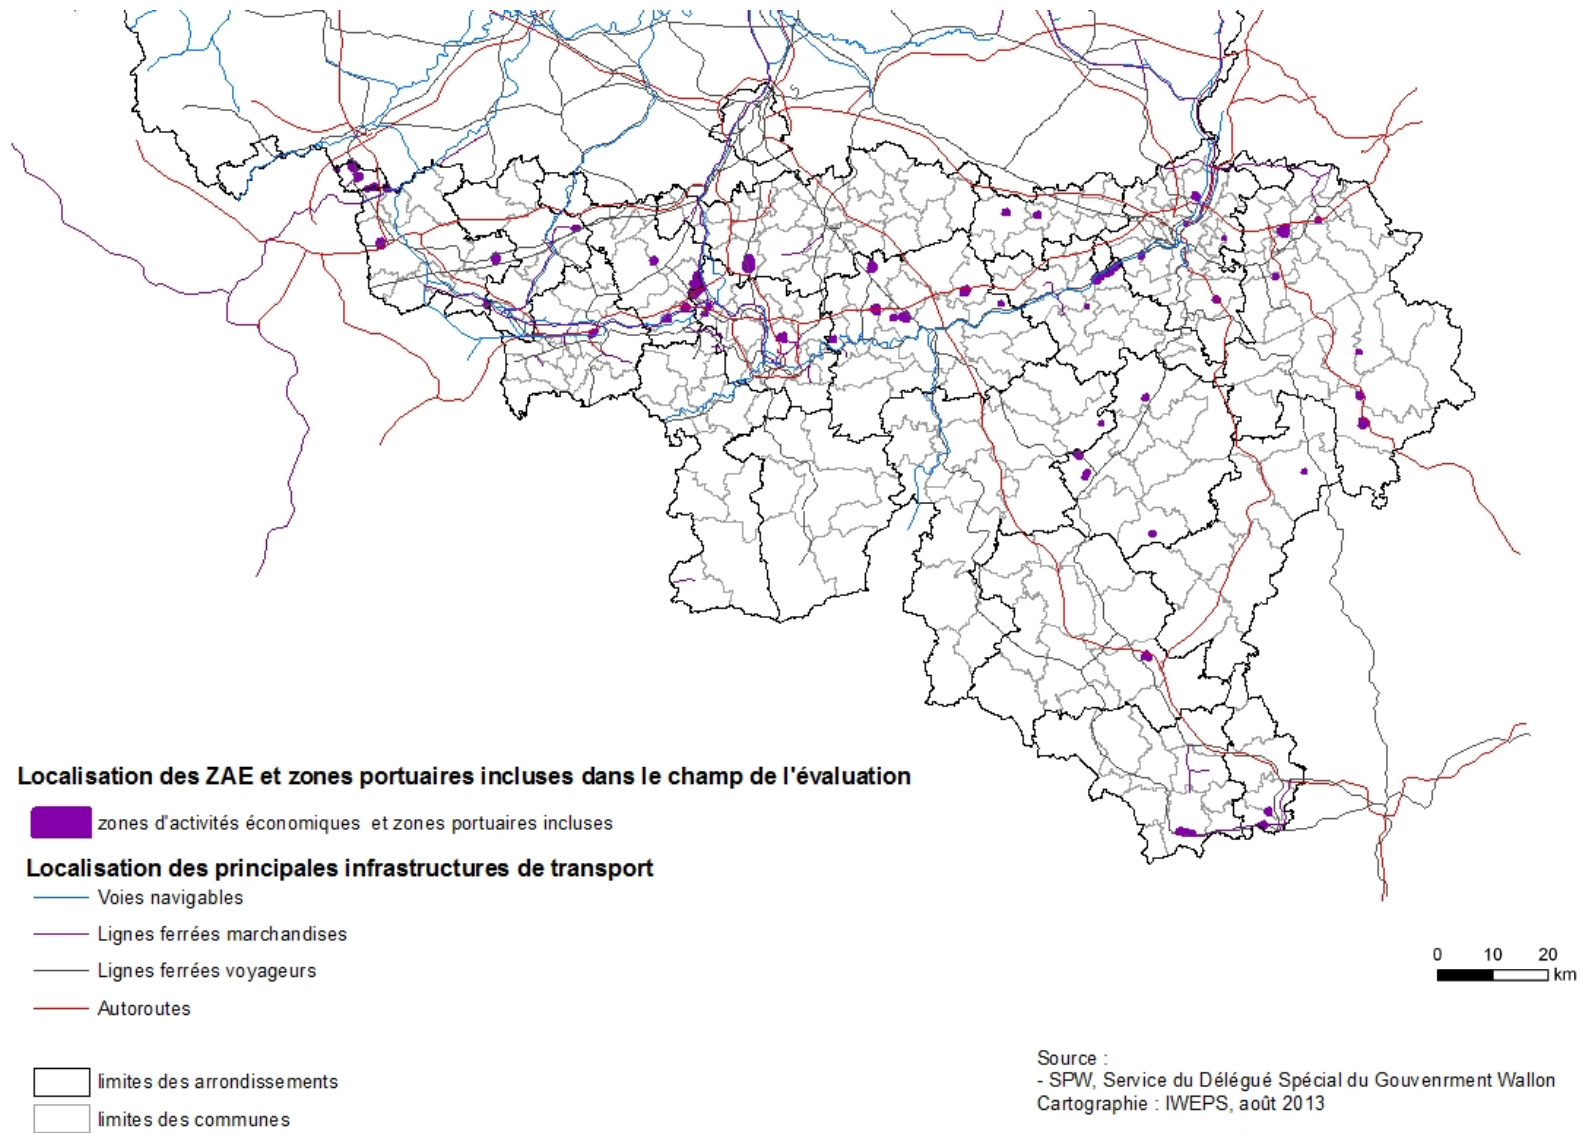 Localisation des ZAE et zones portuaires incluses dans le champ de l'évaluation
zones d'activités économiques et zones portuaires incluses
Localisation des principales infrastructures de transport
Voies navigables
Lignes ferrées marchandises
Lignes ferrées voyageurs
Autoroutes
limites des arrondissements
limites des communes
0 10 20
km
Source :
- SPW, Service du Délégué Spécial du Gouvenrment Wallon
Cartographie : IWEPS, août 2013